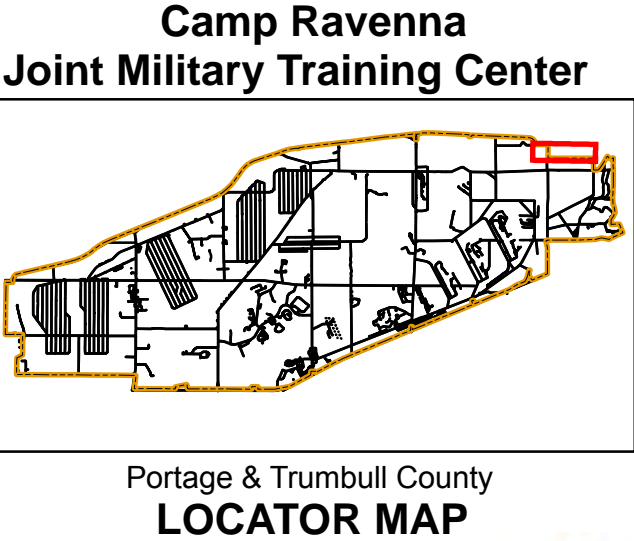 Camp Ravenna
Joint Military Training Center
Portage & Trumbull County
LOCATOR MAP